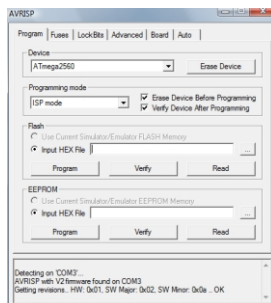 AVRISP
Program Fuses LockBits Advanced Board Auto
Device
ATmega2560 Erase Device
Programming mode
ISP mode
Erase Device Before Programming
Verify Device After Programming
Flash
Use Current Simulator/Emulator FLASH Memory
Input HEX File ...
Program Verify Read
EEPROM
Use Current Simulator/Emulator EEPROM Memory
Input HEX File ...
Program Verify Read
Detecting on 'COM3'...
AVRISP with V2 firmware found on COM3
Getting revisions.. HW: 0x01, SW Major: 0x02, SW Minor: 0x0a .. OK